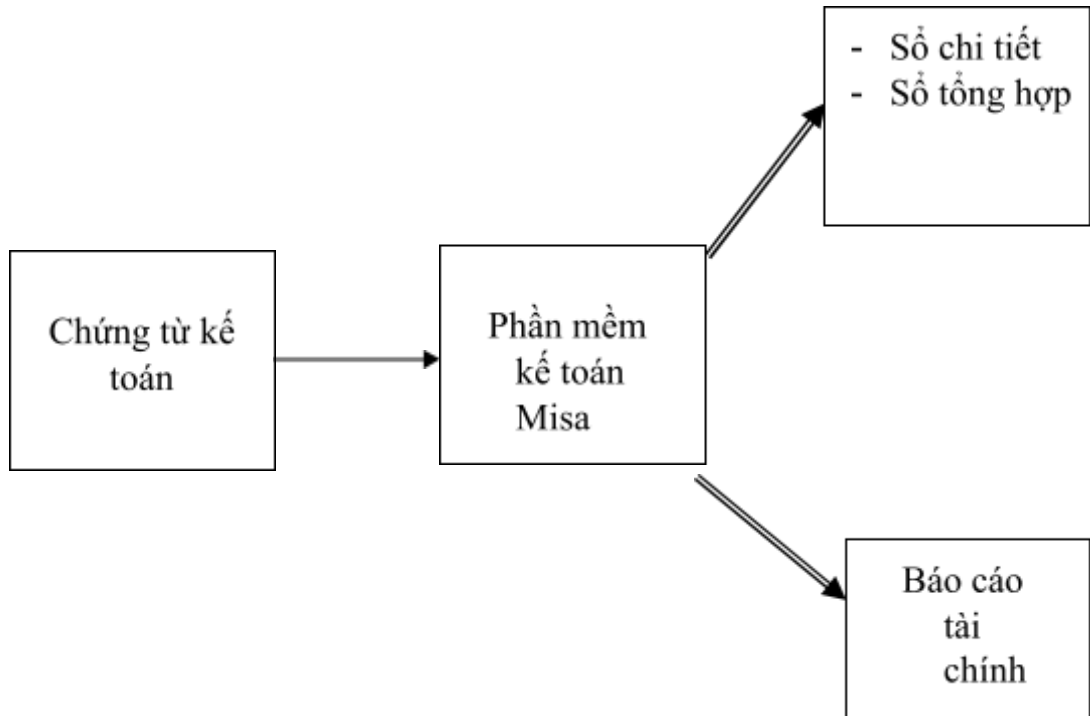 - Sổ chi tiết
- Sổ tổng hợp
Chứng từ kế
toán
Phần mềm
kế toán
Misa
Báo cáo
tài
chính